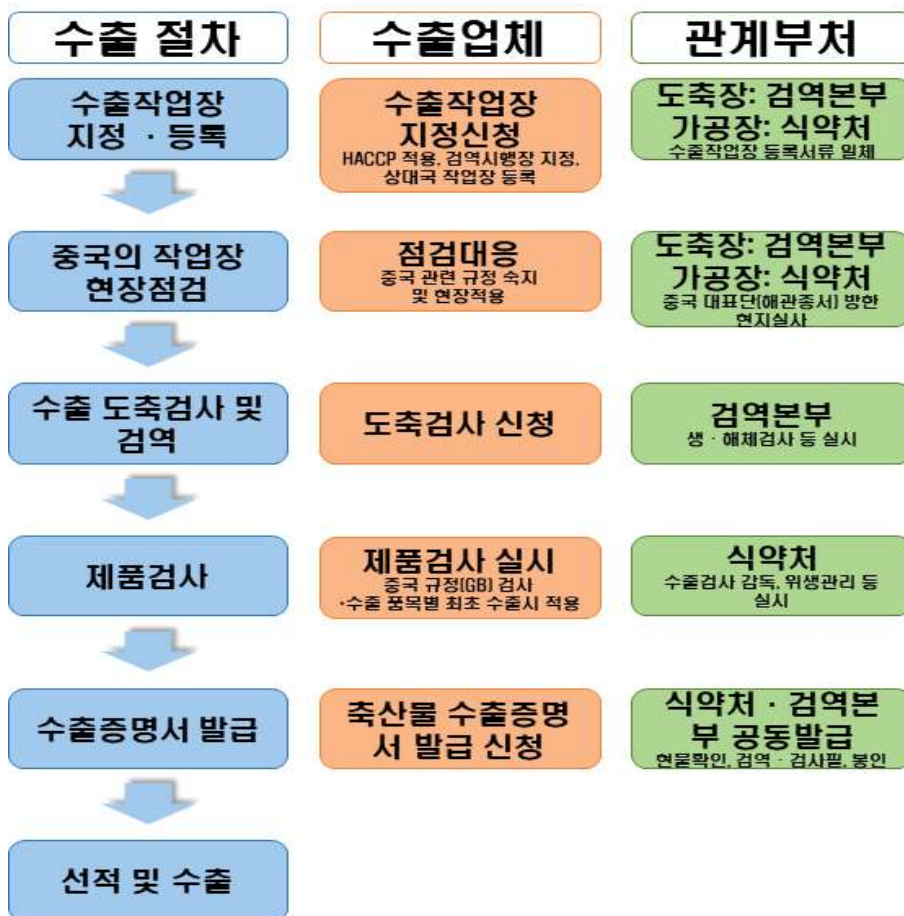 수출 절차
수출업체
관계부처
수출작업장
지정 · 등록
수출작업장
지정신청
HACCP 적용, 검역시행장 지정,
상대국 작업장 등록
도축장: 검역본부
가공장: 식약처
수출작업장 등록서류 일체
중국의 작업장
현장점검
점검대응
중국 관련 규정 숙지
및 현장적용
도축장: 검역본부
가공장: 식약처
중국 대표단(해관총서) 방한
현지실사
수출 도축검사 및
검역
도축검사 신청
검역본부
생 · 해체검사 등 실시
제품검사
제품검사 실시
중국 규정(GB) 검사
·수출 품목별 최초 수출시 적용
식약처
수출검사 감독, 위생관리 등
실시
수출증명서 발급
축산물 수출증명
서 발급 신청
식약처 · 검역본
부 공동발급
현물확인, 검역 · 검사필, 봉인
선적 및 수출